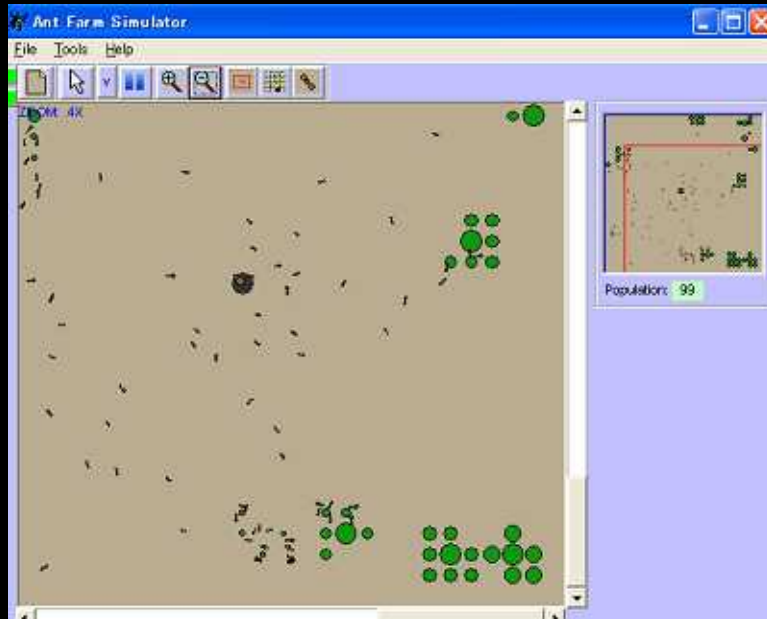 Ant Farm Simulator
File Tools Help
ZOOM: 4X
Population: 99